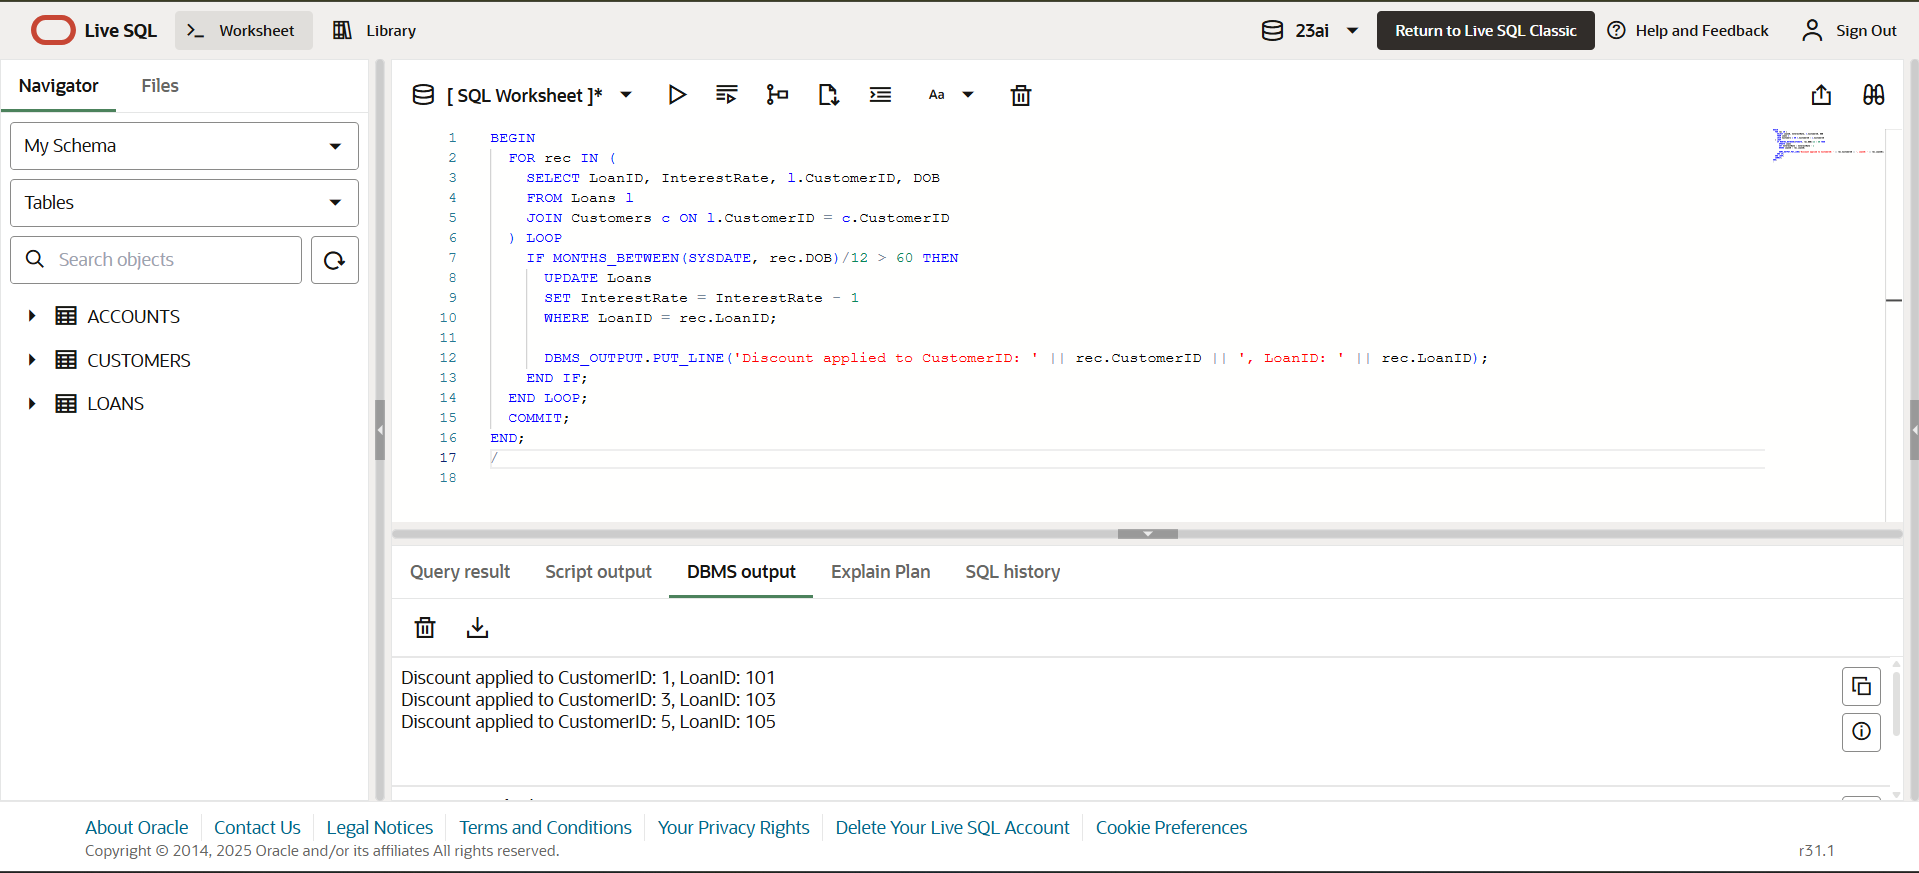 Live SQL
Worksheet
Library
23ai
Return to Live SQL Classic
Help and Feedback
Sign Out
Navigator
Files
My Schema
Tables
Search objects
ACCOUNTS
CUSTOMERS
LOANS
[ SQL Worksheet ]*
Aa
1 BEGIN
2 FOR rec IN (
3 SELECT LoanID, InterestRate, l.CustomerID, DOB
4 FROM Loans l
5 JOIN Customers c ON l.CustomerID = c.CustomerID
6 ) LOOP
7 IF MONTHS_BETWEEN(SYSDATE, rec.DOB)/12 > 60 THEN
8 UPDATE Loans
9 SET InterestRate = InterestRate - 1
10 WHERE LoanID = rec.LoanID;
11
12 DBMS_OUTPUT.PUT_LINE('Discount applied to CustomerID: ' || rec.CustomerID || ', LoanID: ' || rec.LoanID);
13 END IF;
14 END LOOP;
15 COMMIT;
16 END;
17 /
18
Query result
Script output
DBMS output
Explain Plan
SQL history
Discount applied to CustomerID: 1, LoanID: 101
Discount applied to CustomerID: 3, LoanID: 103
Discount applied to CustomerID: 5, LoanID: 105
About Oracle
Contact Us
Legal Notices
Terms and Conditions
Your Privacy Rights
Delete Your Live SQL Account
Cookie Preferences
Copyright © 2014, 2025 Oracle and/or its affiliates All rights reserved.
r31.1